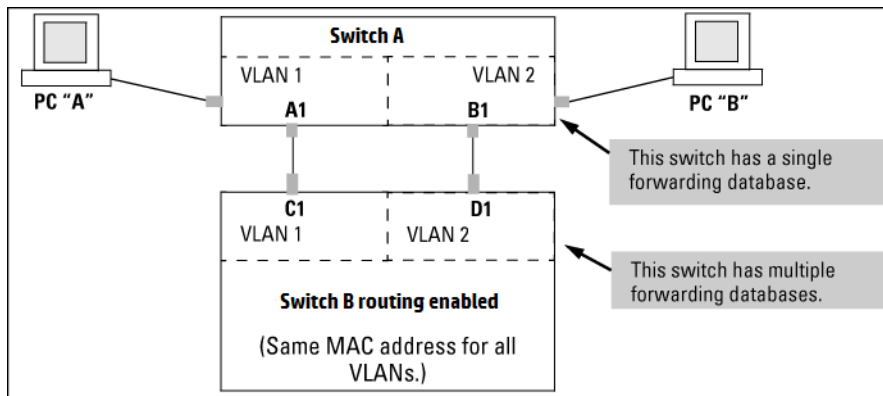 Switch A
VLAN 1
VLAN 2
PC "A"
A1
B1
PC "B"
This switch has a single
forwarding database.
C1
D1
VLAN 1
VLAN 2
This switch has multiple
forwarding databases.
Switch B routing enabled
(Same MAC address for all
VLANs.)